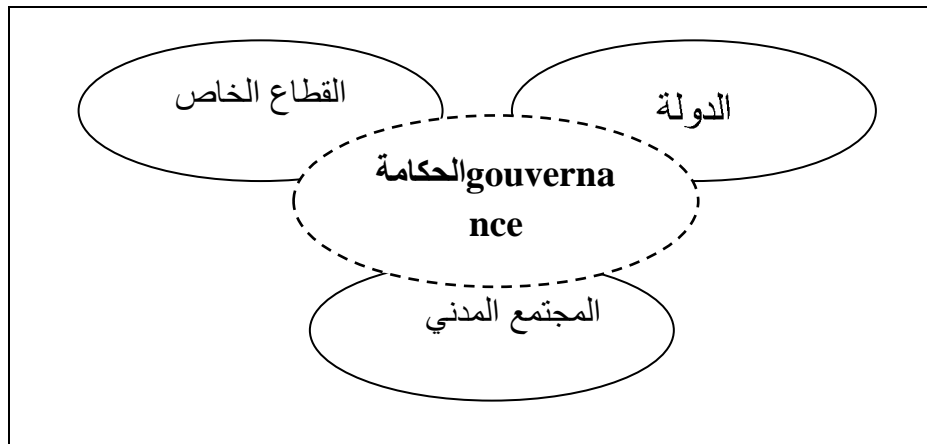 القطاع الخاص
الدولة
الحكامةgouverna
nce
المجتمع المدني